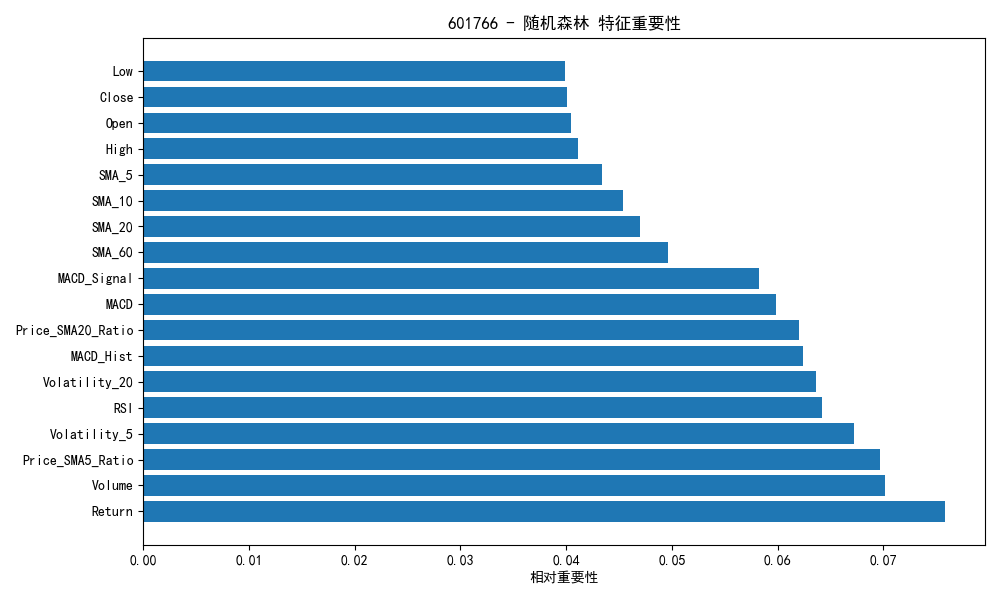 601766 - 随机森林 特征重要性
Low
Close
Open
High
SMA_5
SMA_10
SMA_20
SMA_60
MACD_Signal
MACD
Price_SMA20_Ratio
MACD_Hist
Volatility_20
RSI
Volatility_5
Price_SMA5_Ratio
Volume
Return
0.00 0.01 0.02 0.03 0.04 0.05 0.06 0.07
相对重要性